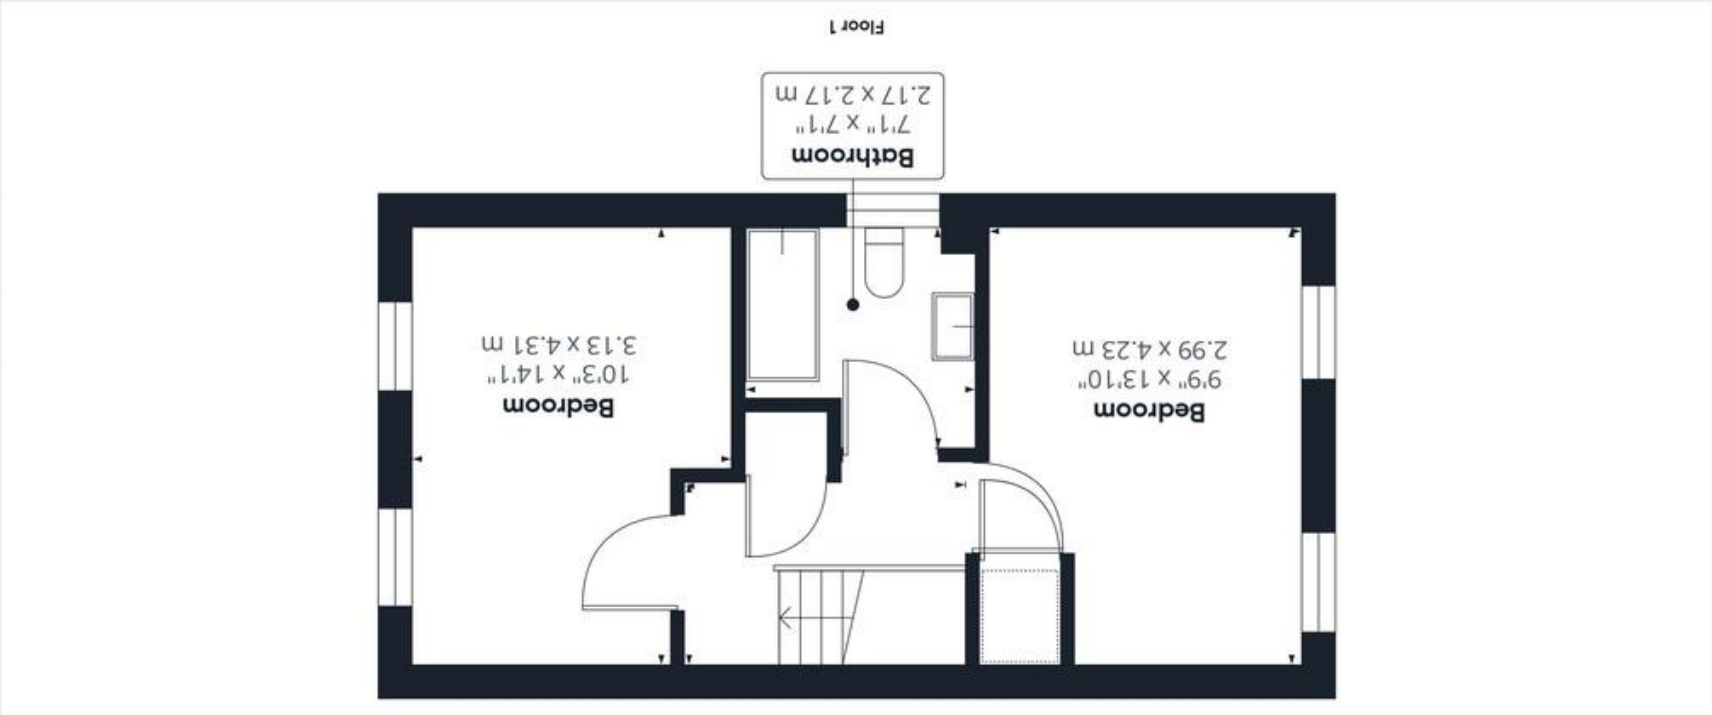 Bedroom
9'9" x 13'10"
2.99 x 4.23 m
Bedroom
10'3" x 14'1"
3.13 x 4.31 m
Bathroom
7'1" x 7'1"
2.17 x 2.17 m
Floor 1